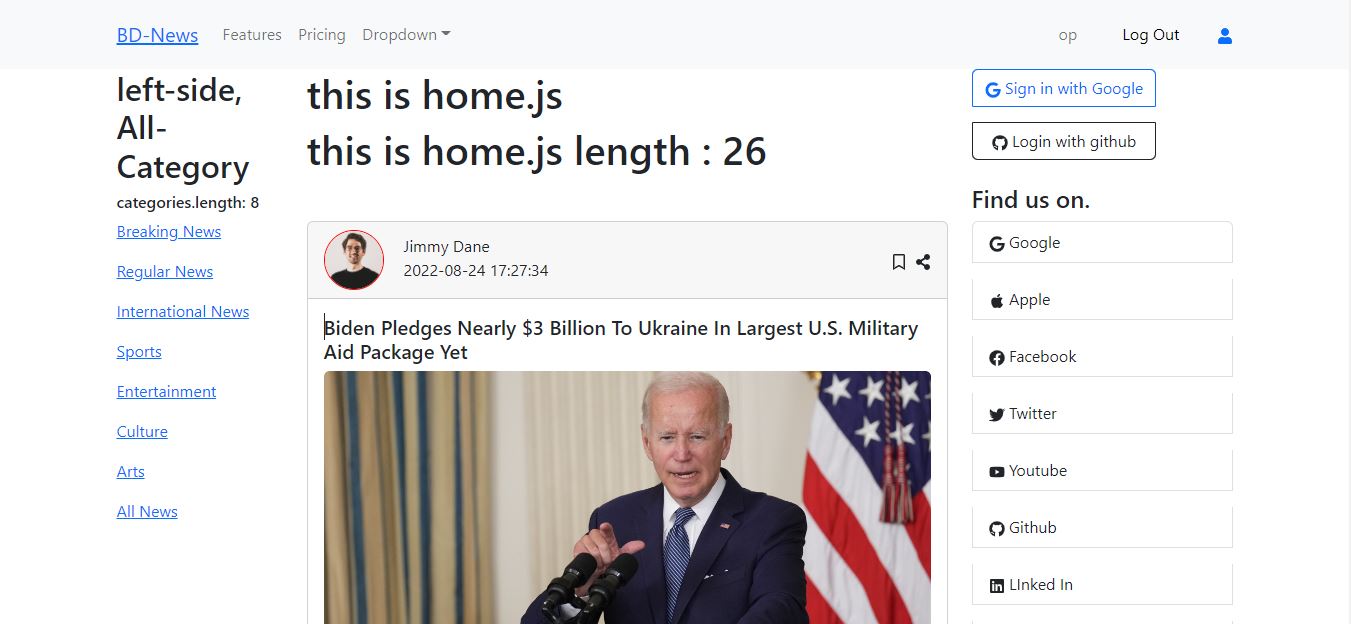 BD-News Features Pricing Dropdown op Log Out
left-side,
All-
Category
categories.length: 8
Breaking News
Regular News
International News
Sports
Entertainment
Culture
Arts
All News
this is home.js
this is home.js length : 26
Jimmy Dane
2022-08-24 17:27:34
Biden Pledges Nearly $3 Billion To Ukraine In Largest U.S. Military
Aid Package Yet
Sign in with Google
Login with github
Find us on.
Google
Apple
Facebook
Twitter
Youtube
Github
LInked In